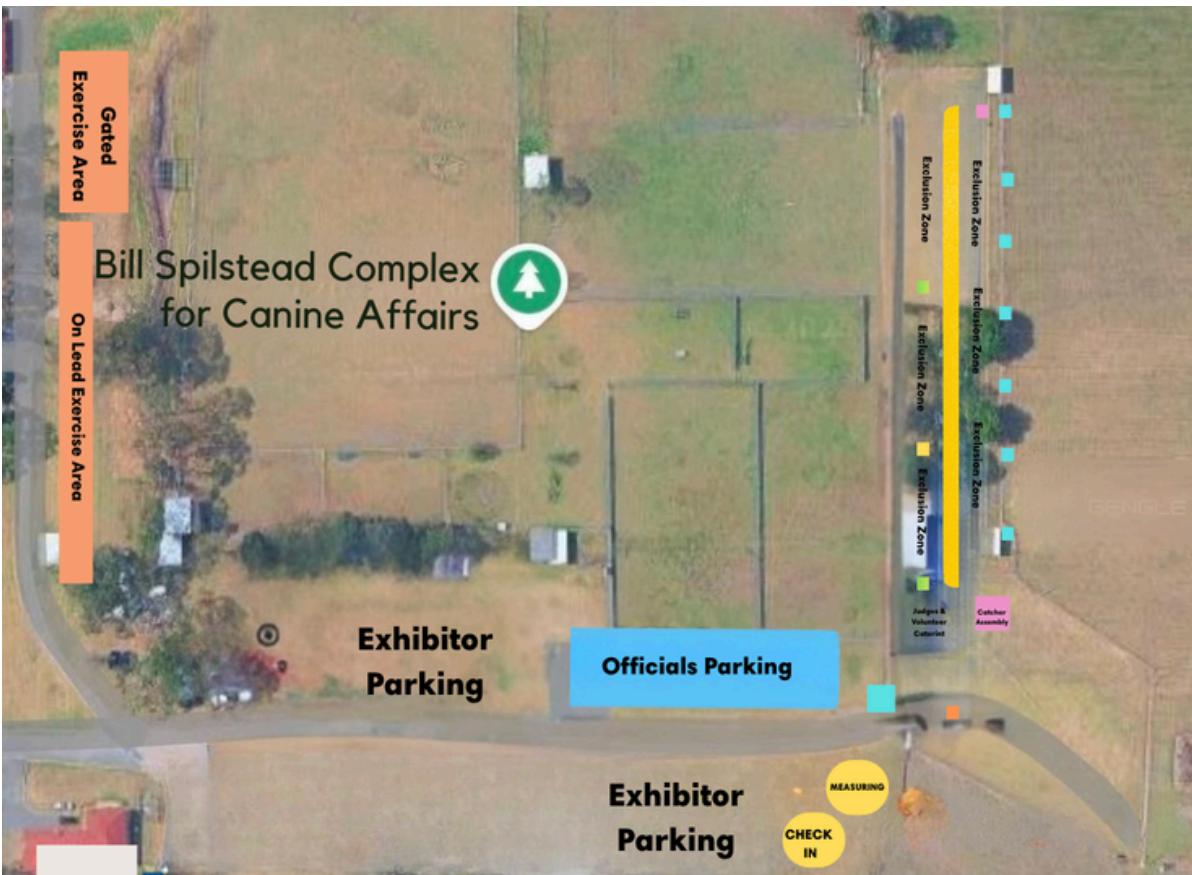 Gated
Exercise Area
On Lead Exercise Area
Bill Spilstead Complex
for Canine Affairs
Exclusion Zone
Exclusion Zone
Exclusion Zone
Exclusion Zone
Exclusion Zone
Exclusion Zone
GENGLE
Judges &
Volunteer
Caterint
Catcher
Assembly
Exhibitor
Parking
Officials Parking
Exhibitor
Parking
MEASURING
CHECK
IN